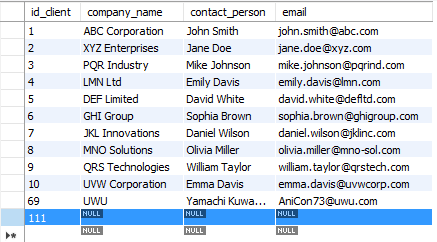 id_client company_name contact_person email
1 ABC Corporation John Smith john.smith@abc.com
2 XYZ Enterprises Jane Doe jane.doe@xyz.com
3 PQR Industry Mike Johnson mike.johnson@pqrind.com
4 LMN Ltd Emily Davis emily.davis@lmn.com
5 DEF Limited David White david.white@defltd.com
6 GHI Group Sophia Brown sophia.brown@ghigroup.com
7 JKL Innovations Daniel Wilson daniel.wilson@jklinc.com
8 MNO Solutions Olivia Miller olivia.miller@mno-sol.com
9 QRS Technologies William Taylor william.taylor@qrstech.com
10 UVW Corporation Emma Davis emma.davis@uvwcorp.com
69 UWU Yamachi Kuwa... AniCon73@uwu.com
111 NULL NULL NULL
NULL NULL NULL NULL